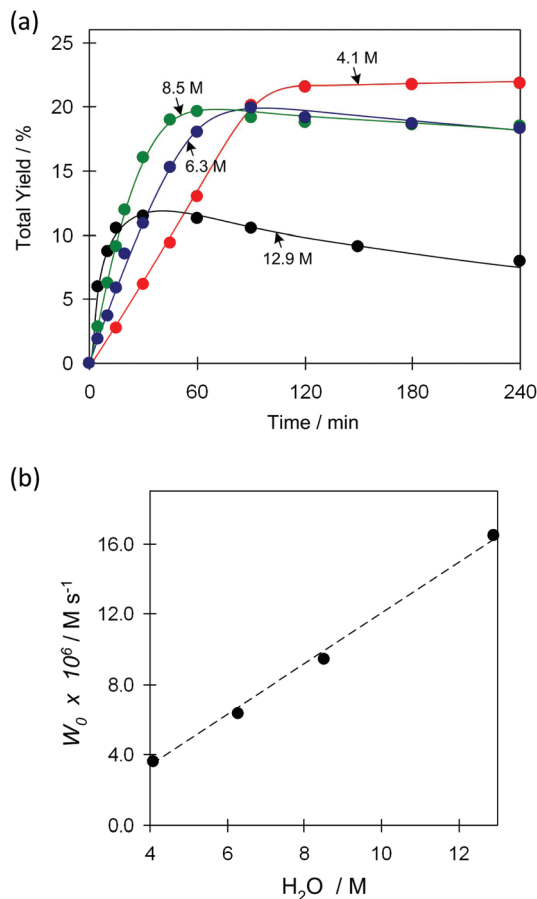 (a)
25
20
15
10
5
0
Total Yield / %
8.5 M
4.1 M
6.3 M
12.9 M
0 60 120 180 240
Time / min
(b)
16.0
12.0
8.0
4.0
0.0
W₀ x 10⁶ / M s⁻¹
4 6 8 10 12
H₂O / M